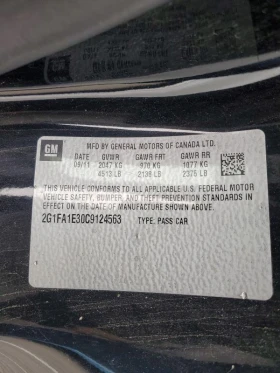 GM
MFD BY GENERAL MOTORS OF CANADA LTD.
09/11 GVWR GAWR FRT GAWR RR
2047 KG 970 KG 1077 KG
4513 LB 2138 LB 2375 LB
THIS VEHICLE CONFORMS TO ALL APPLICABLE U.S. FEDERAL MOTOR
VEHICLE SAFETY, BUMPER, AND THEFT PREVENTION STANDARDS IN
EFFECT ON THE DATE OF MANUFACTURE SHOWN ABOVE.
2G1FA1E30C9124563 TYPE: PASS CAR